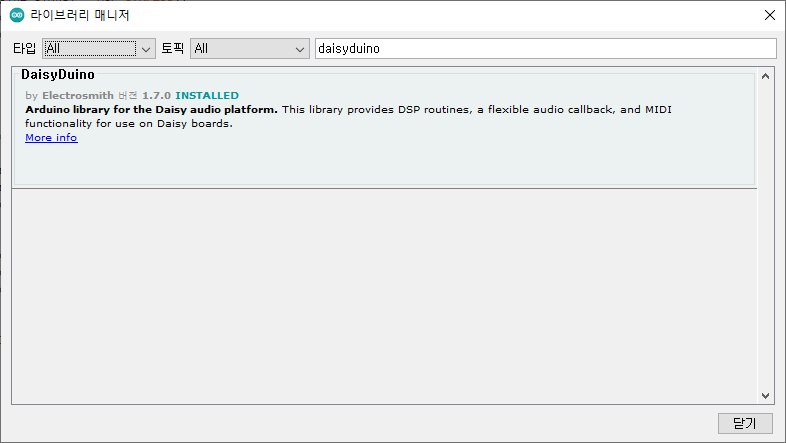 라이브러리 매니저
타입 All 토픽 All daisyduino
DaisyDuino
by Electrosmith 버전 1.7.0 INSTALLED
Arduino library for the Daisy audio platform. This library provides DSP routines, a flexible audio callback, and MIDI
functionality for use on Daisy boards.
More info
닫기